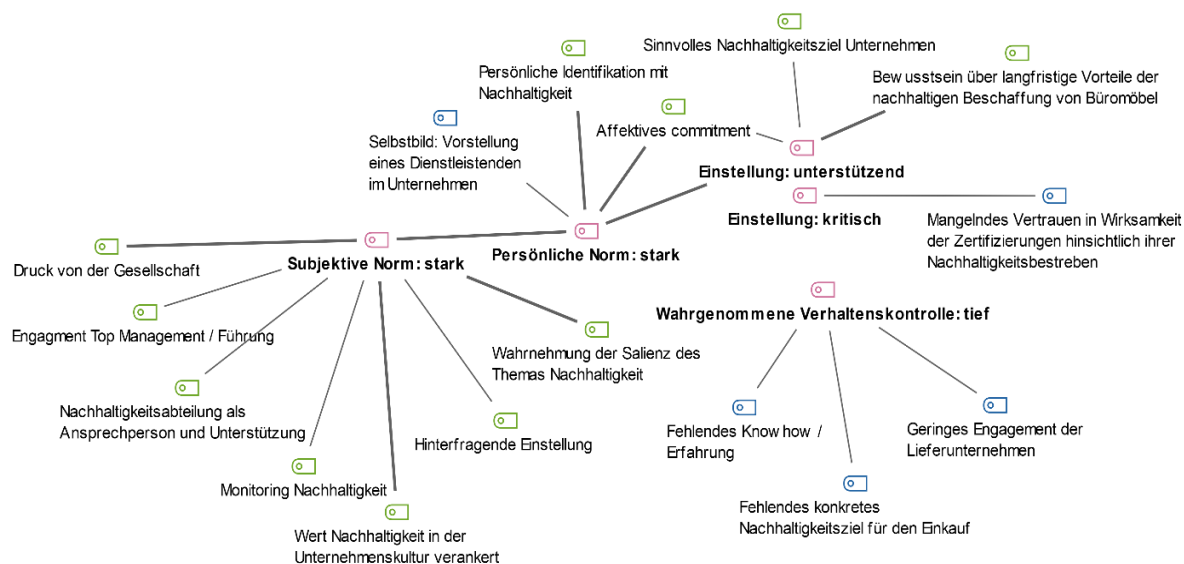 Sinnvolles Nachhaltigkeitsziel Unternehmen
Persönliche Identifikation mit
Nachhaltigkeit
Bewusstsein über langfristige Vorteile der
nachhaltigen Beschaffung von Büromöbel
Affektives commitment
Selbstbild: Vorstellung
eines Dienstleistenden
im Unternehmen
Einstellung: unterstützend
Einstellung: kritisch
Mangelndes Vertrauen in Wirksamkeit
der Zertifizierungen hinsichtlich ihrer
Nachhaltigkeitsbestreben
Persönliche Norm: stark
Subjektive Norm: stark
Druck von der Gesellschaft
Wahrgenommene Verhaltenskontrolle: tief
Engagment Top Management / Führung
Wahrnehmung der Salienz des
Themas Nachhaltigkeit
Nachhaltigkeitsabteilung als
Ansprechperson und Unterstützung
Hinterfragende Einstellung
Fehlendes Know how /
Erfahrung
Geringes Engagement der
Lieferunternehmen
Monitoring Nachhaltigkeit
Fehlendes konkretes
Nachhaltigkeitsziel für den Einkauf
Wert Nachhaltigkeit in der
Unternehmenskultur verankert